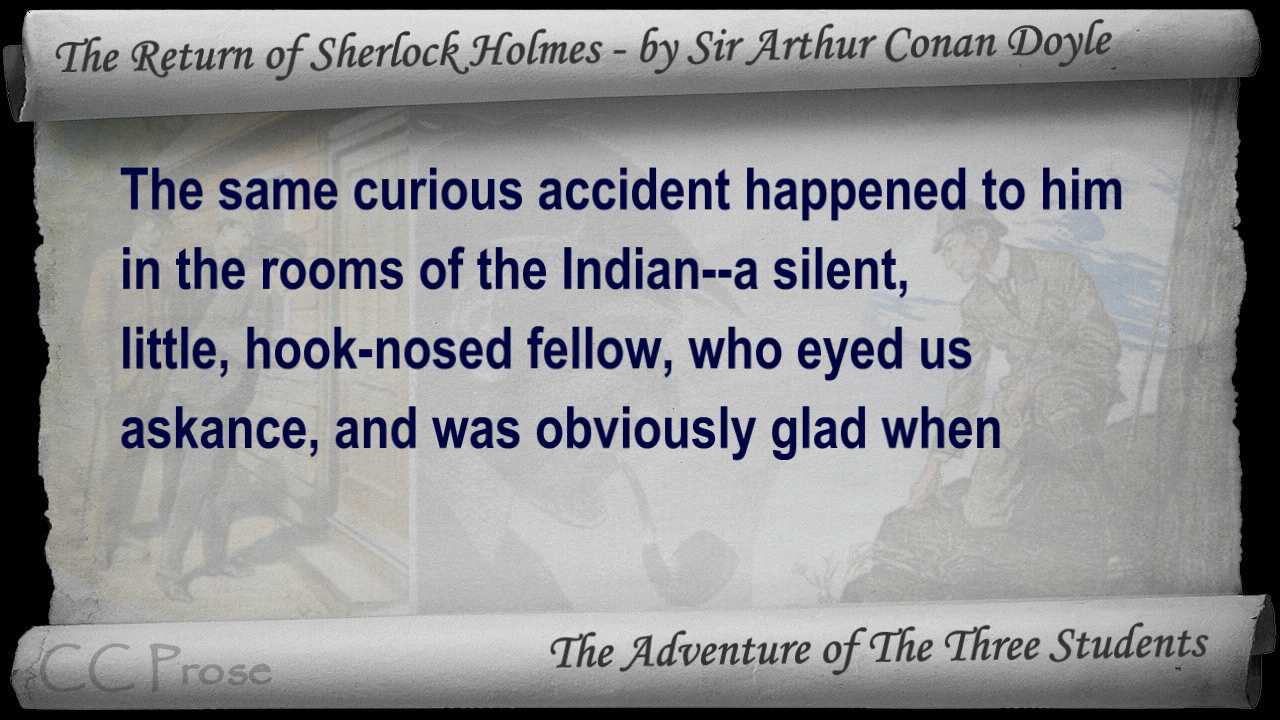 The Return of Sherlock Holmes - by Sir Arthur Conan Doyle
The same curious accident happened to him
in the rooms of the Indian--a silent,
little, hook-nosed fellow, who eyed us
askance, and was obviously glad when
The Adventure of The Three Students
CC Prose